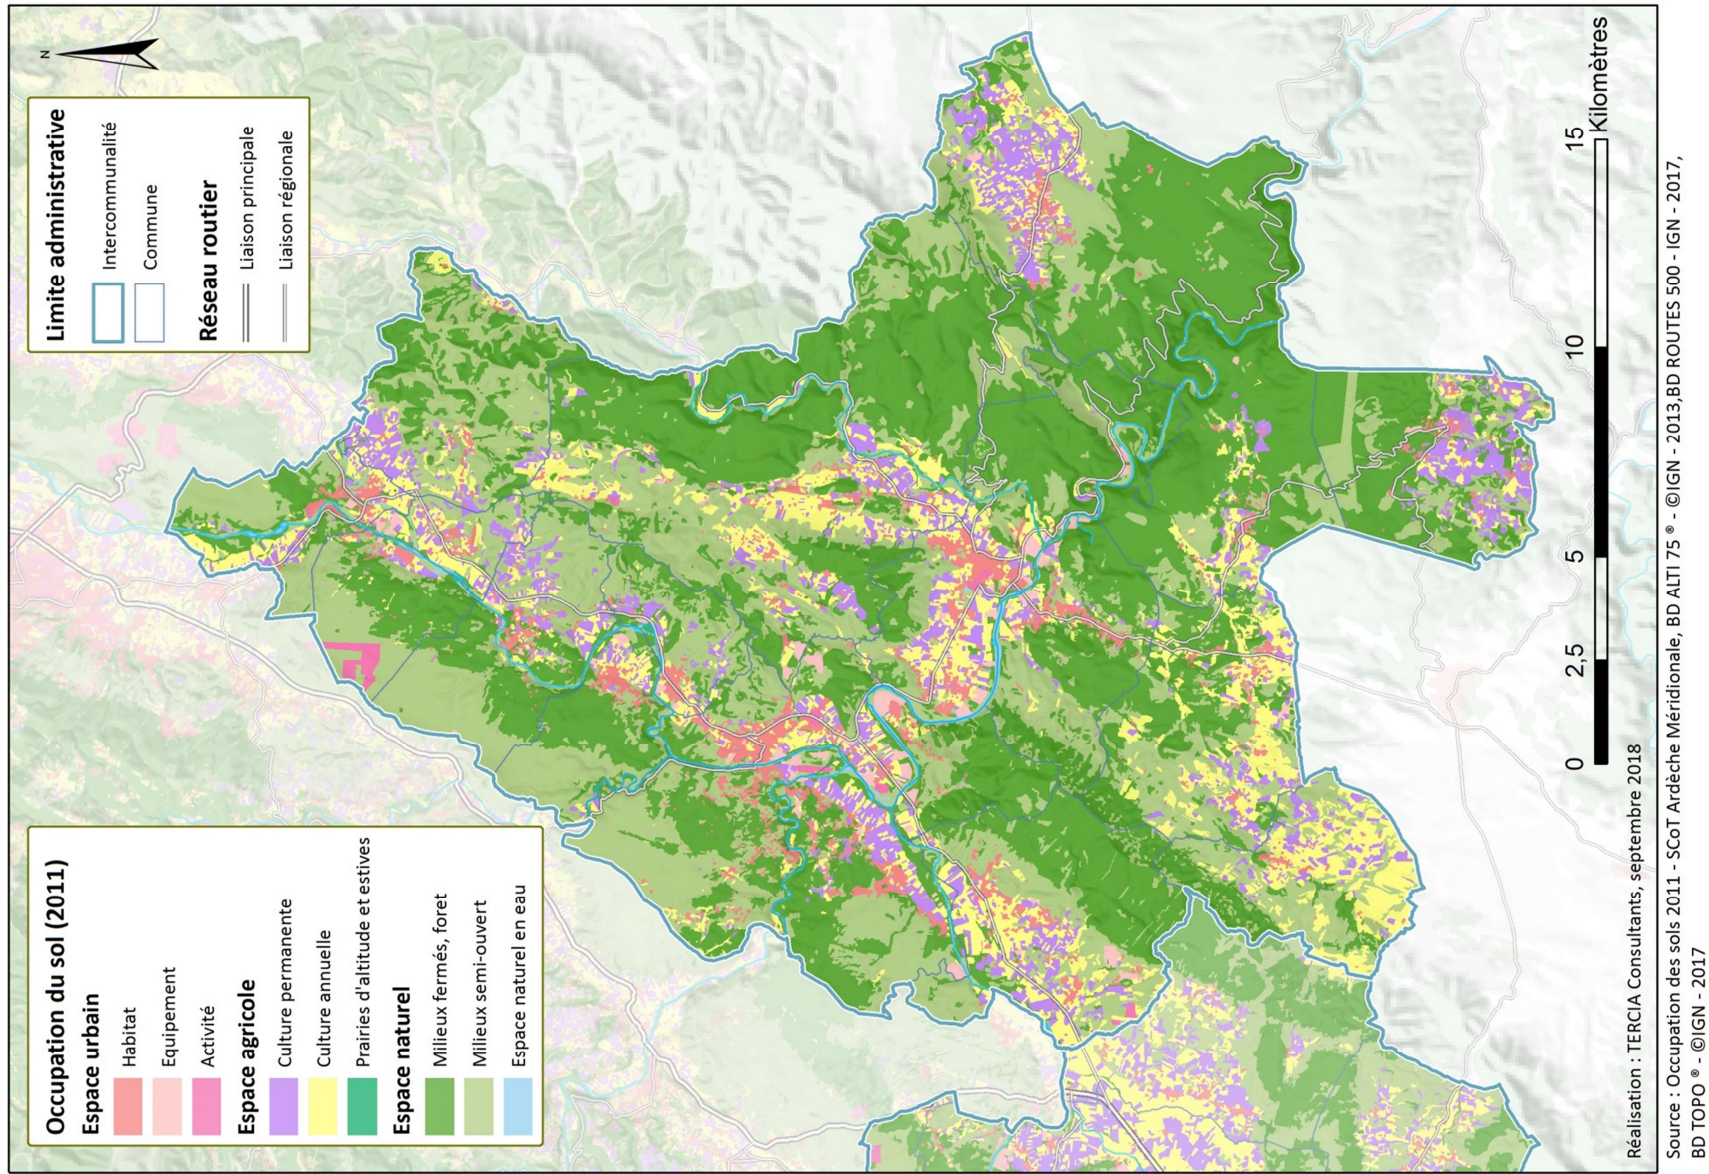 N
Limite administrative
Intercommunalité
Commune
Réseau routier
Liaison principale
Liaison régionale
Occupation du sol (2011)
Espace urbain
Habitat
Equipement
Activité
Espace agricole
Culture permanente
Culture annuelle
Prairies d'altitude et estives
Espace naturel
Milieux fermés, foret
Milieux semi-ouvert
Espace naturel en eau
0 2,5 5 10 15
Kilomètres
Réalisation : TERCIA Consultants, septembre 2018
Source : Occupation des sols 2011 - SCoT Ardèche Méridionale, BD ALTI 75 ® - ©IGN - 2013,BD ROUTES 500 - IGN - 2017,
BD TOPO ® - ©IGN - 2017